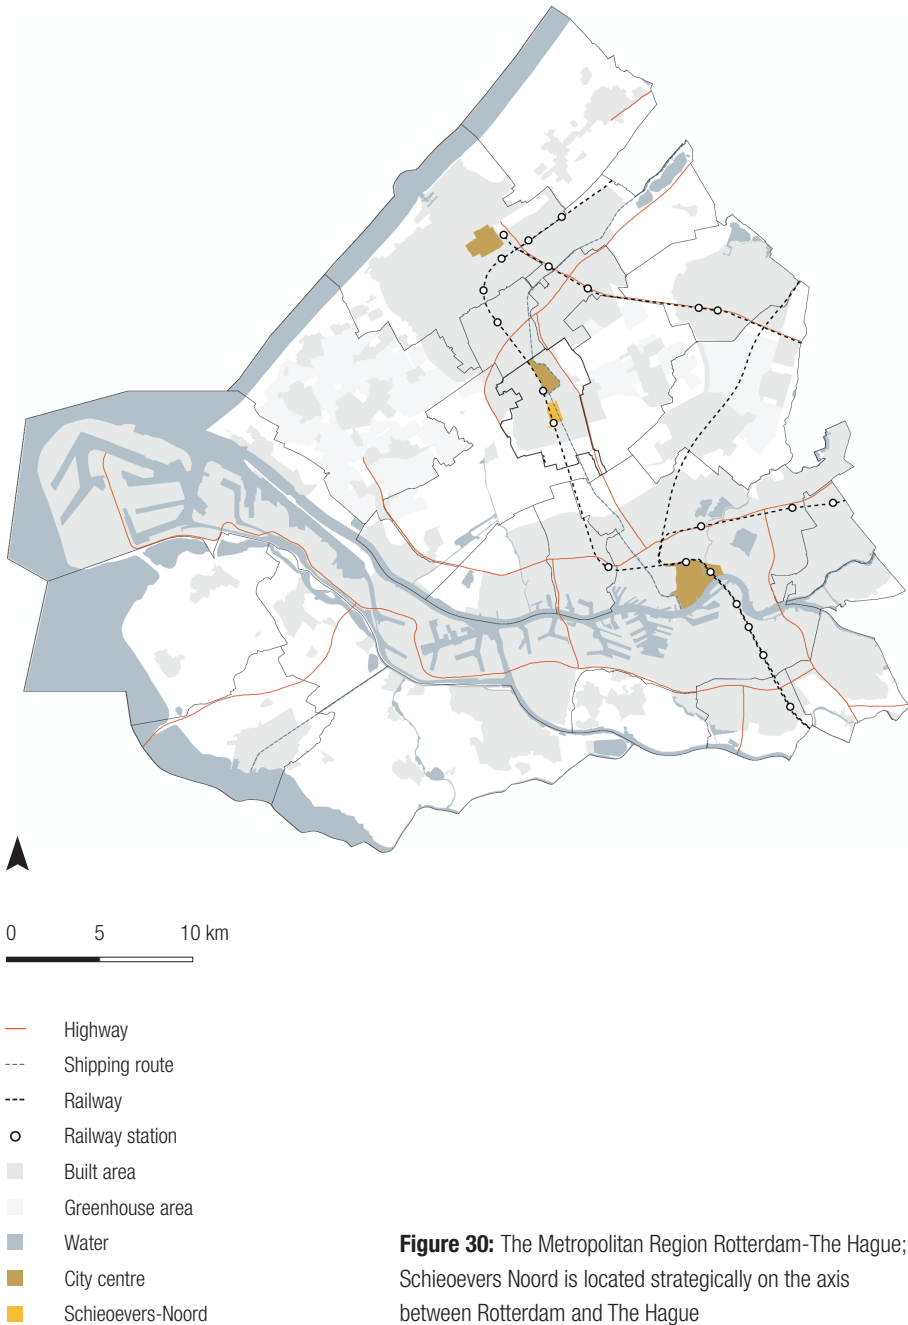 0 5 10 km
Highway
Shipping route
Railway
Railway station
Built area
Greenhouse area
Water
City centre
Schieoevers-Noord
Figure 30: The Metropolitan Region Rotterdam-The Hague;
Schieoevers Noord is located strategically on the axis
between Rotterdam and The Hague